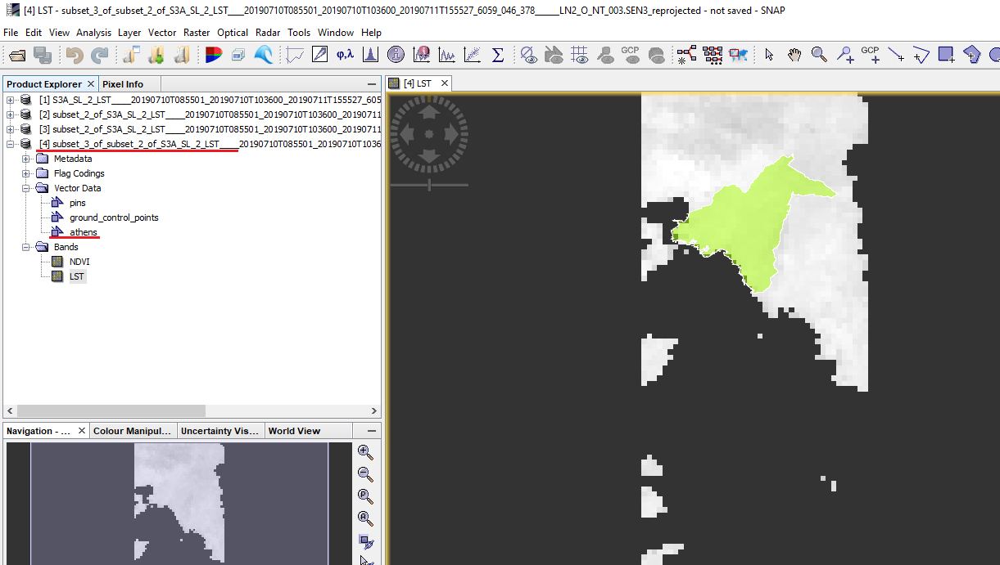 [4] LST - subset_3_of_subset_2_of_S3A_SL_2_LST____20190710T085501_20190710T103600_20190711T155527_6059_046_378______LN2_O_NT_003.SEN3_reprojected - not saved - SNAP
File Edit View Analysis Layer Vector Raster Optical Radar Tools Window Help
φ,λ Σ GCP GCP
Product Explorer Pixel Info [4] LST
[1] S3A_SL_2_LST____20190710T085501_20190710T103600_20190711T155527_605
[2] subset_2_of_S3A_SL_2_LST____20190710T085501_20190710T103600_2019071
[3] subset_2_of_S3A_SL_2_LST____20190710T085501_20190710T103600_2019071
[4] subset_3_of_subset_2_of_S3A_SL_2_LST____20190710T085501_20190710T1036
Metadata
Flag Codings
Vector Data
pins
ground_control_points
athens
Bands
NDVI
LST
Navigation - ... Colour Manipul... Uncertainty Vis... World View